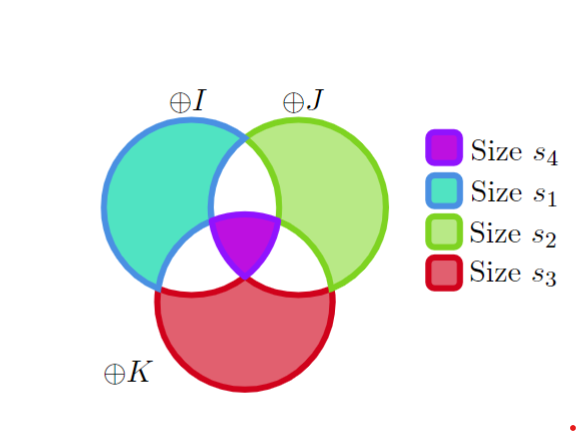 ⊕I
⊕J
Size s₄
Size s₁
Size s₂
Size s₃
⊕K